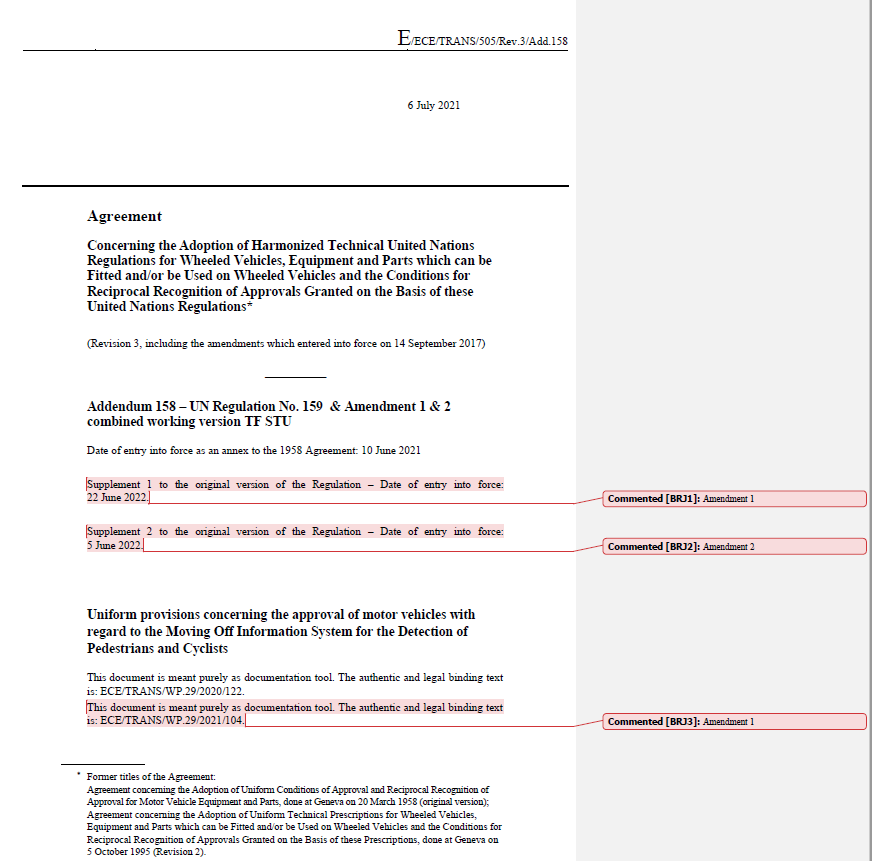 E/ECE/TRANS/505/Rev.3/Add.158
6 July 2021
Agreement
Concerning the Adoption of Harmonized Technical United Nations
Regulations for Wheeled Vehicles, Equipment and Parts which can be
Fitted and/or be Used on Wheeled Vehicles and the Conditions for
Reciprocal Recognition of Approvals Granted on the Basis of these
United Nations Regulations*
(Revision 3, including the amendments which entered into force on 14 September 2017)
Addendum 158 – UN Regulation No. 159 & Amendment 1 & 2
combined working version TF STU
Date of entry into force as an annex to the 1958 Agreement: 10 June 2021
Supplement 1 to the original version of the Regulation – Date of entry into force:
22 June 2022.
Commented [BRJ1]: Amendment 1
Supplement 2 to the original version of the Regulation – Date of entry into force:
5 June 2022.
Commented [BRJ2]: Amendment 2
Uniform provisions concerning the approval of motor vehicles with
regard to the Moving Off Information System for the Detection of
Pedestrians and Cyclists
This document is meant purely as documentation tool. The authentic and legal binding text
is: ECE/TRANS/WP.29/2020/122.
This document is meant purely as documentation tool. The authentic and legal binding text
is: ECE/TRANS/WP.29/2021/104.
Commented [BRJ3]: Amendment 1
* Former titles of the Agreement:
Agreement concerning the Adoption of Uniform Conditions of Approval and Reciprocal Recognition of
Approval for Motor Vehicle Equipment and Parts, done at Geneva on 20 March 1958 (original version);
Agreement concerning the Adoption of Uniform Technical Prescriptions for Wheeled Vehicles,
Equipment and Parts which can be Fitted and/or be Used on Wheeled Vehicles and the Conditions for
Reciprocal Recognition of Approvals Granted on the Basis of these Prescriptions, done at Geneva on
5 October 1995 (Revision 2).